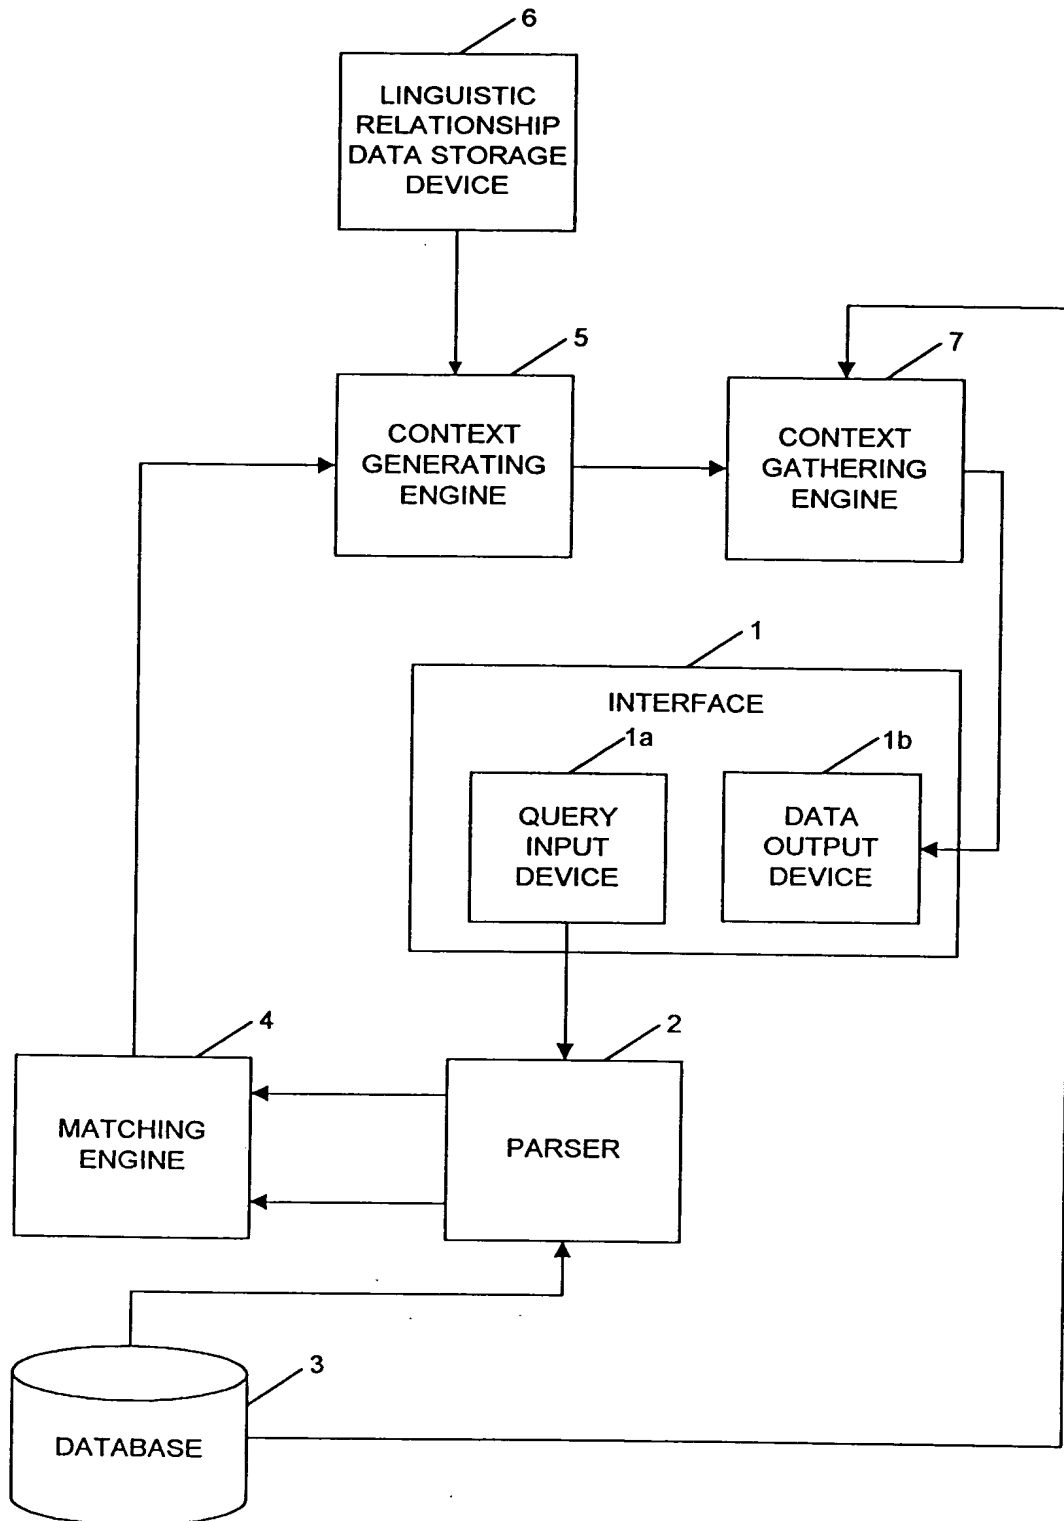 6
LINGUISTIC
RELATIONSHIP
DATA STORAGE
DEVICE
5
CONTEXT
GENERATING
ENGINE
7
CONTEXT
GATHERING
ENGINE
1
INTERFACE
1a
QUERY
INPUT
DEVICE
1b
DATA
OUTPUT
DEVICE
4
MATCHING
ENGINE
2
PARSER
3
DATABASE